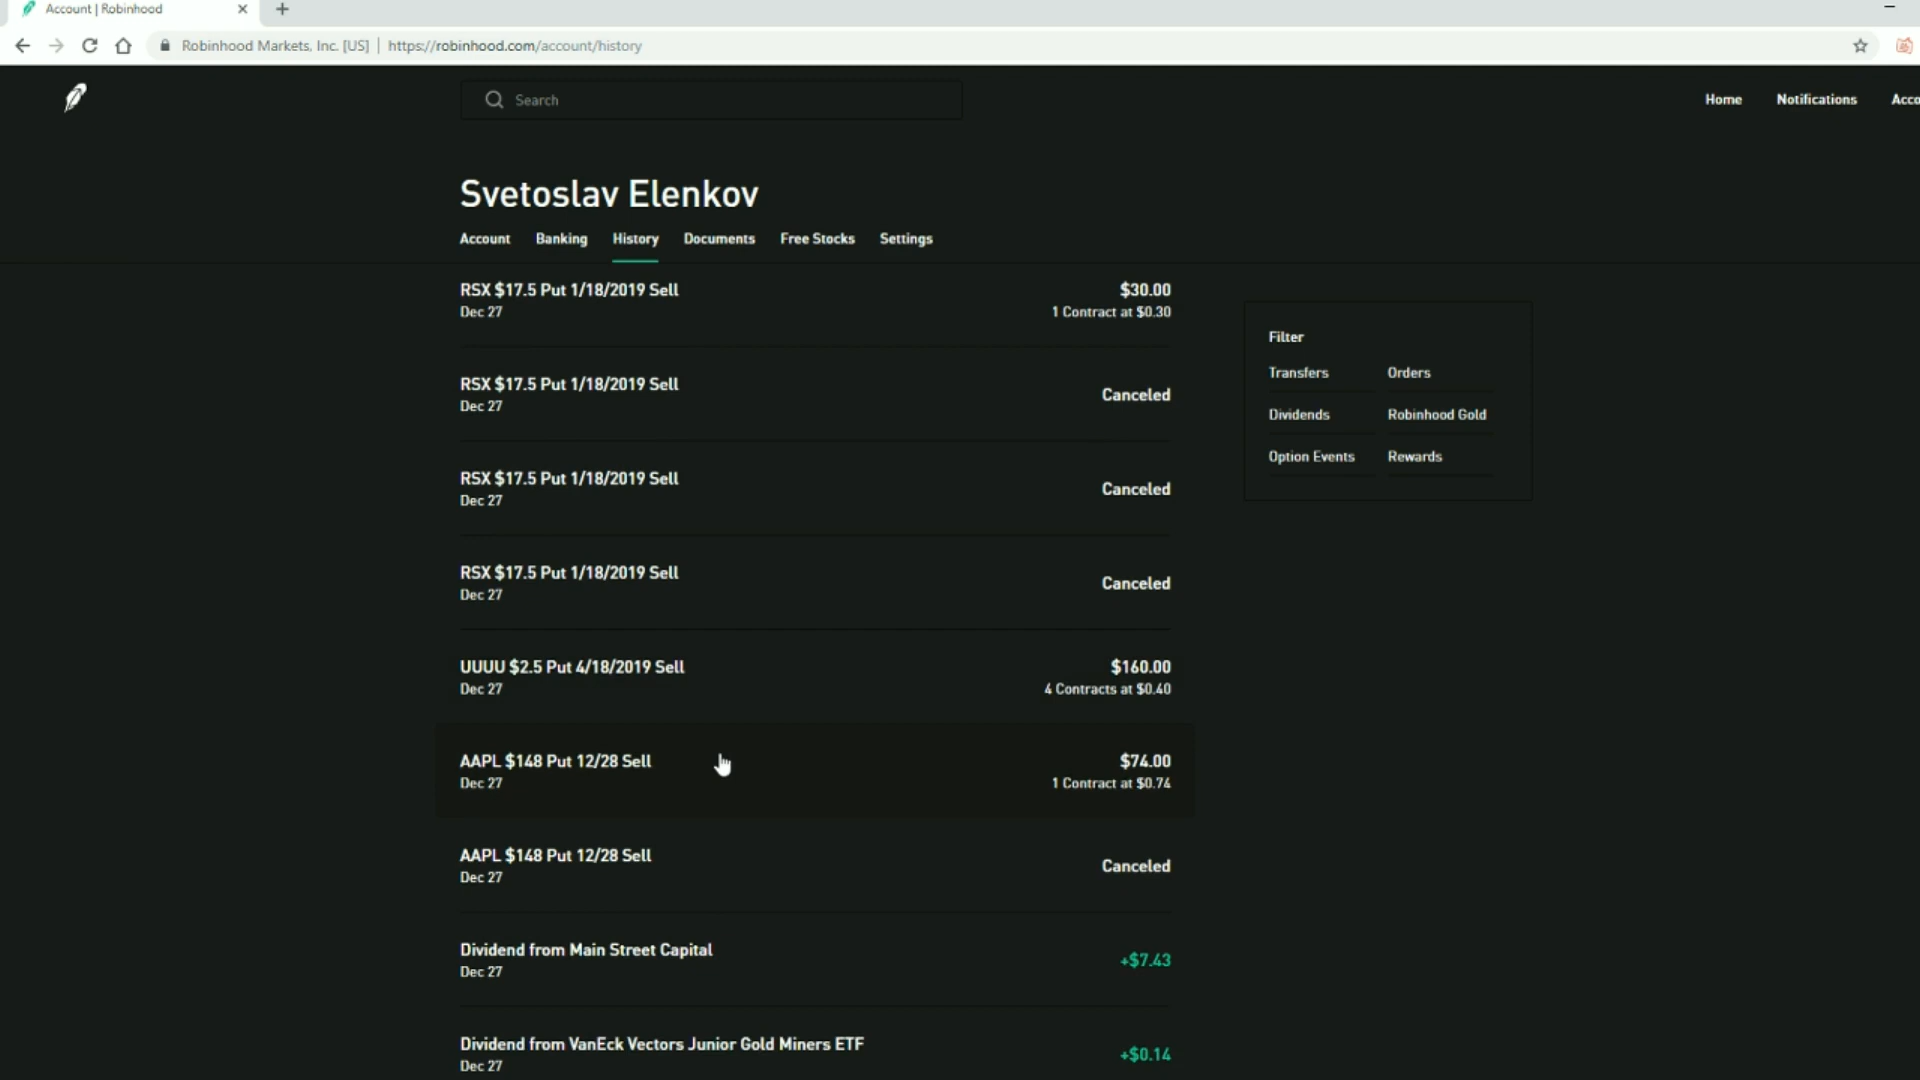 Account | Robinhood
Robinhood Markets, Inc. [US] | https://robinhood.com/account/history
Search
Home Notifications Acco
Svetoslav Elenkov
Account Banking History Documents Free Stocks Settings
RSX $17.5 Put 1/18/2019 Sell $30.00
Dec 27 1 Contract at $0.30
RSX $17.5 Put 1/18/2019 Sell
Dec 27
Canceled
RSX $17.5 Put 1/18/2019 Sell
Dec 27
Canceled
RSX $17.5 Put 1/18/2019 Sell
Dec 27
Canceled
UUUU $2.5 Put 4/18/2019 Sell $160.00
Dec 27 4 Contracts at $0.40
AAPL $148 Put 12/28 Sell $74.00
Dec 27 1 Contract at $0.74
AAPL $148 Put 12/28 Sell
Dec 27
Canceled
Dividend from Main Street Capital
Dec 27
+$7.43
Dividend from VanEck Vectors Junior Gold Miners ETF
Dec 27
+$0.14
Filter
Transfers Orders
Dividends Robinhood Gold
Option Events Rewards